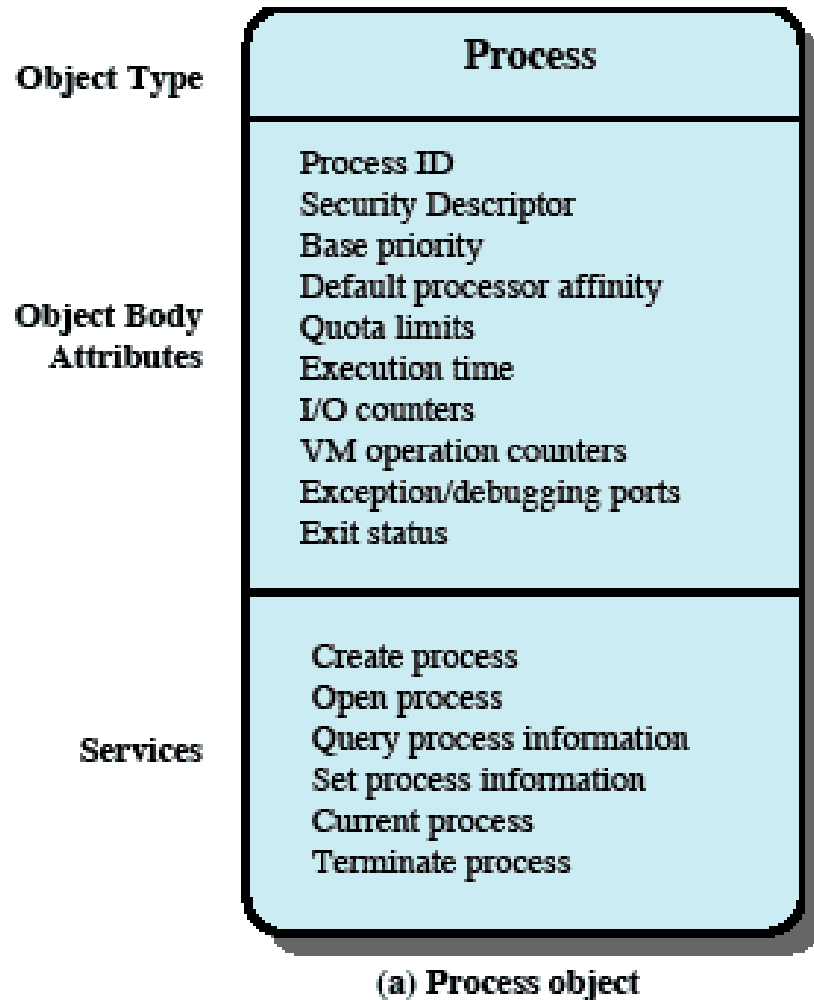 Object Type
Process
Object Body
Attributes
Process ID
Security Descriptor
Base priority
Default processor affinity
Quota limits
Execution time
I/O counters
VM operation counters
Exception/debugging ports
Exit status
Services
Create process
Open process
Query process information
Set process information
Current process
Terminate process
(a) Process object